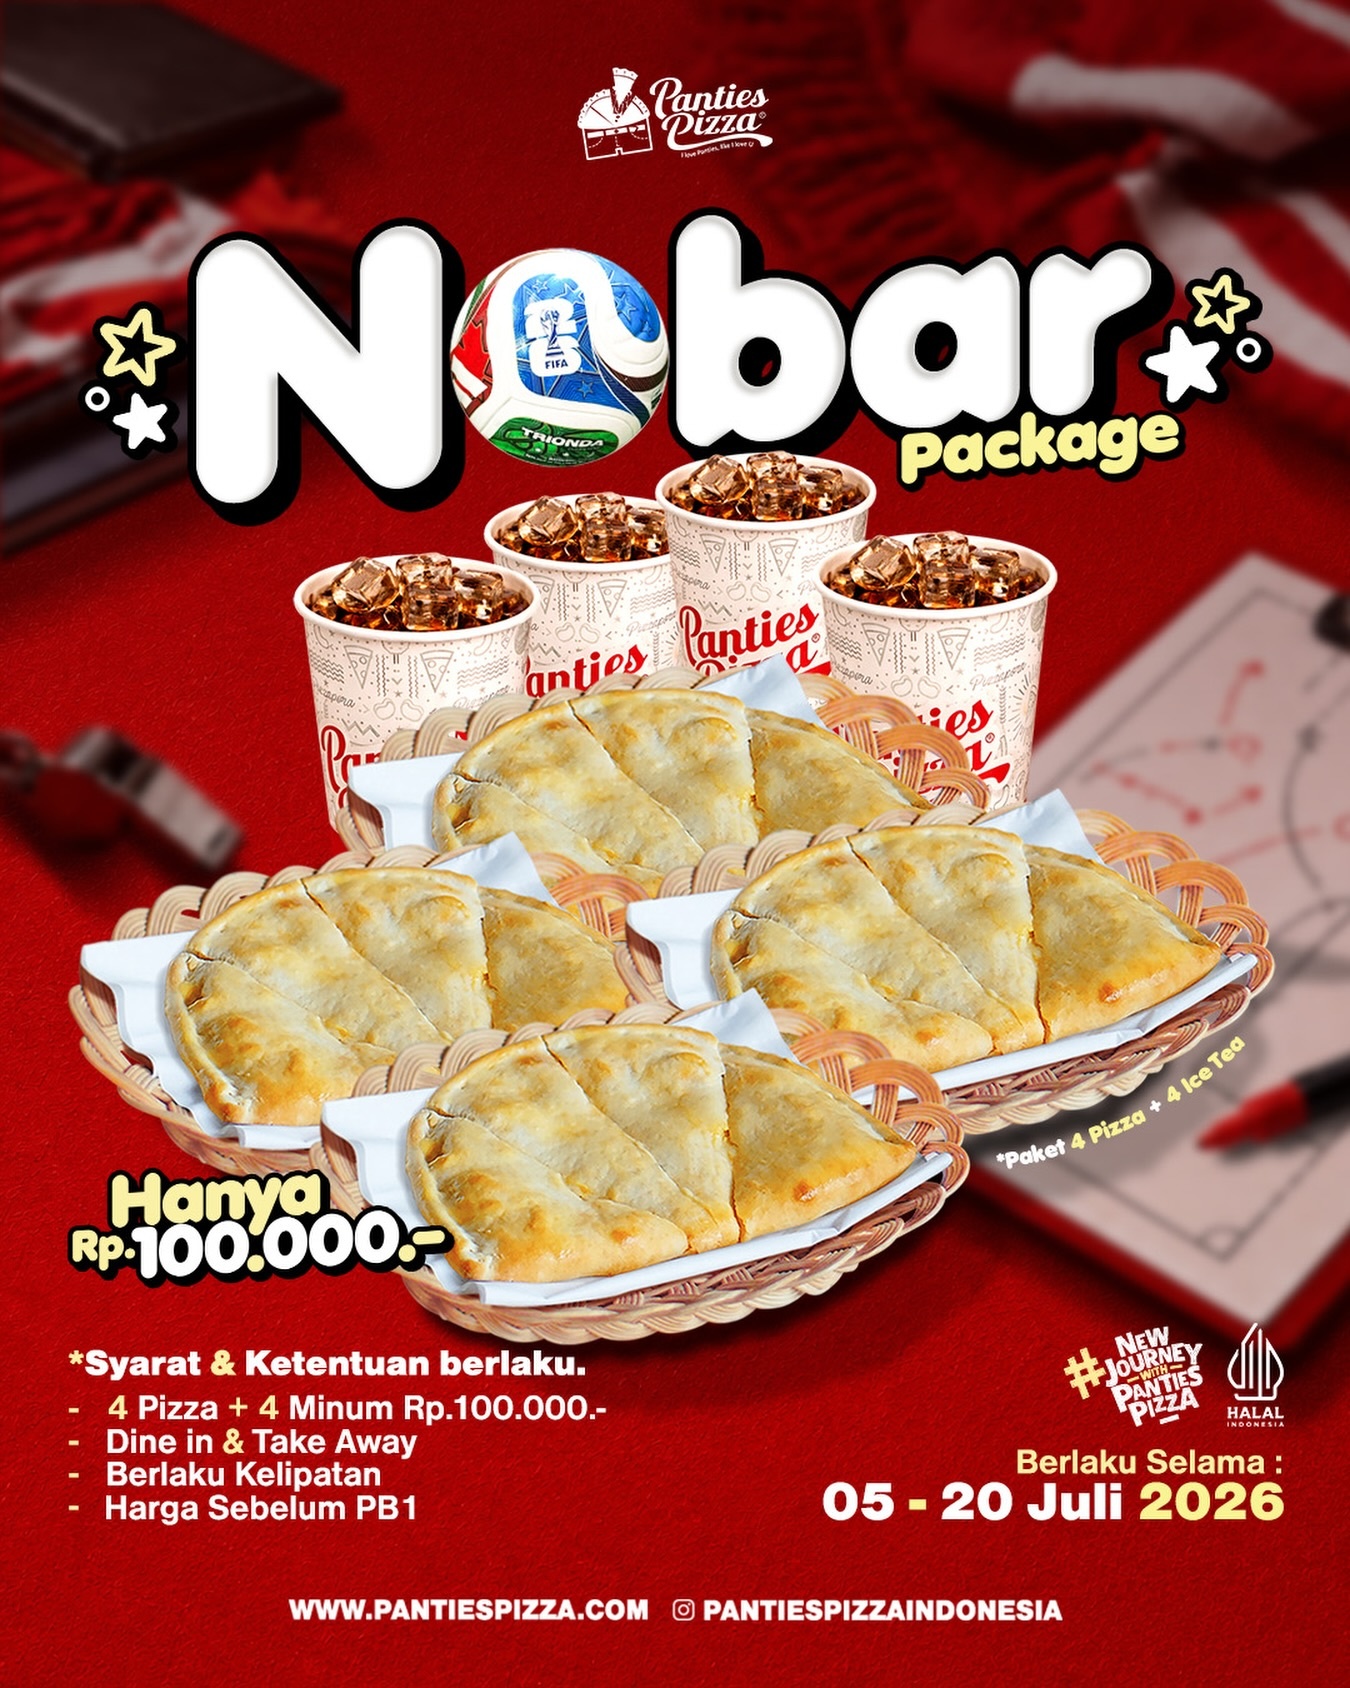 Panties
Pizza
I love Panties, like I love U
Nobar
FIFA
TRIONDA
Package
Panties
Pizza
*Paket 4 Pizza + 4 Ice Tea
Hanya
Rp.100.000.-
*Syarat & Ketentuan berlaku.
- 4 Pizza + 4 Minum Rp.100.000.-
- Dine in & Take Away
- Berlaku Kelipatan
- Harga Sebelum PB1
#NEW
JOURNEY
WITH
PANTIES
PIZZA
HALAL
INDONESIA
Berlaku Selama :
05 - 20 Juli 2026
WWW.PANTIESPIZZA.COM PANTIESPIZZAINDONESIA